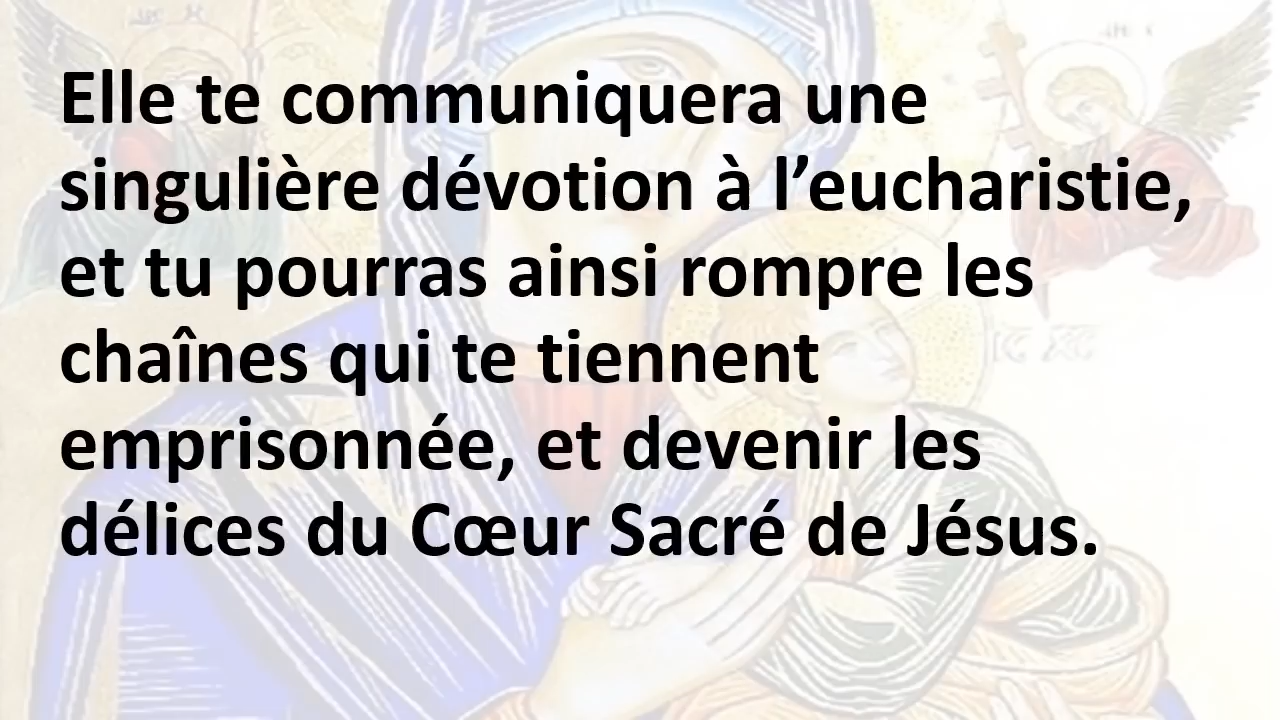 Elle te communiquera une
singulière dévotion à l’eucharistie,
et tu pourras ainsi rompre les
chaînes qui te tiennent
emprisonnée, et devenir les
délices du Cœur Sacré de Jésus.